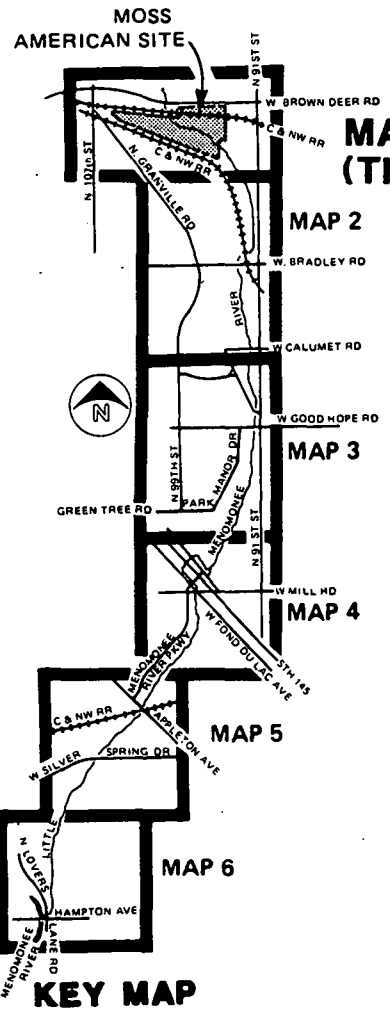 MOSS
AMERICAN SITE
N 91ST ST
W BROWN DEER RD
C & NW RR
MA
(TI
N 107th ST
C & NW RR
N. GRANVILLE RD
MAP 2
W. BRADLEY RD
RIVER
W CALUMET RD
N
W GOOD HOPE RD
MAP 3
N 99TH ST
PARK MANOR DR
GREEN TREE RD
MENOMONEE
N 91 ST ST
W MILL RD
MAP 4
W FOND DU LAC AVE
STH 145
MENOMONEE
RIVER PKWY
C & NW RR
APPLETON AVE
MAP 5
W SILVER SPRING DR
LITTLE
N LOVERS
MAP 6
HAMPTON AVE
LANE RD
MENOMONEE
RIVER
KEY MAP